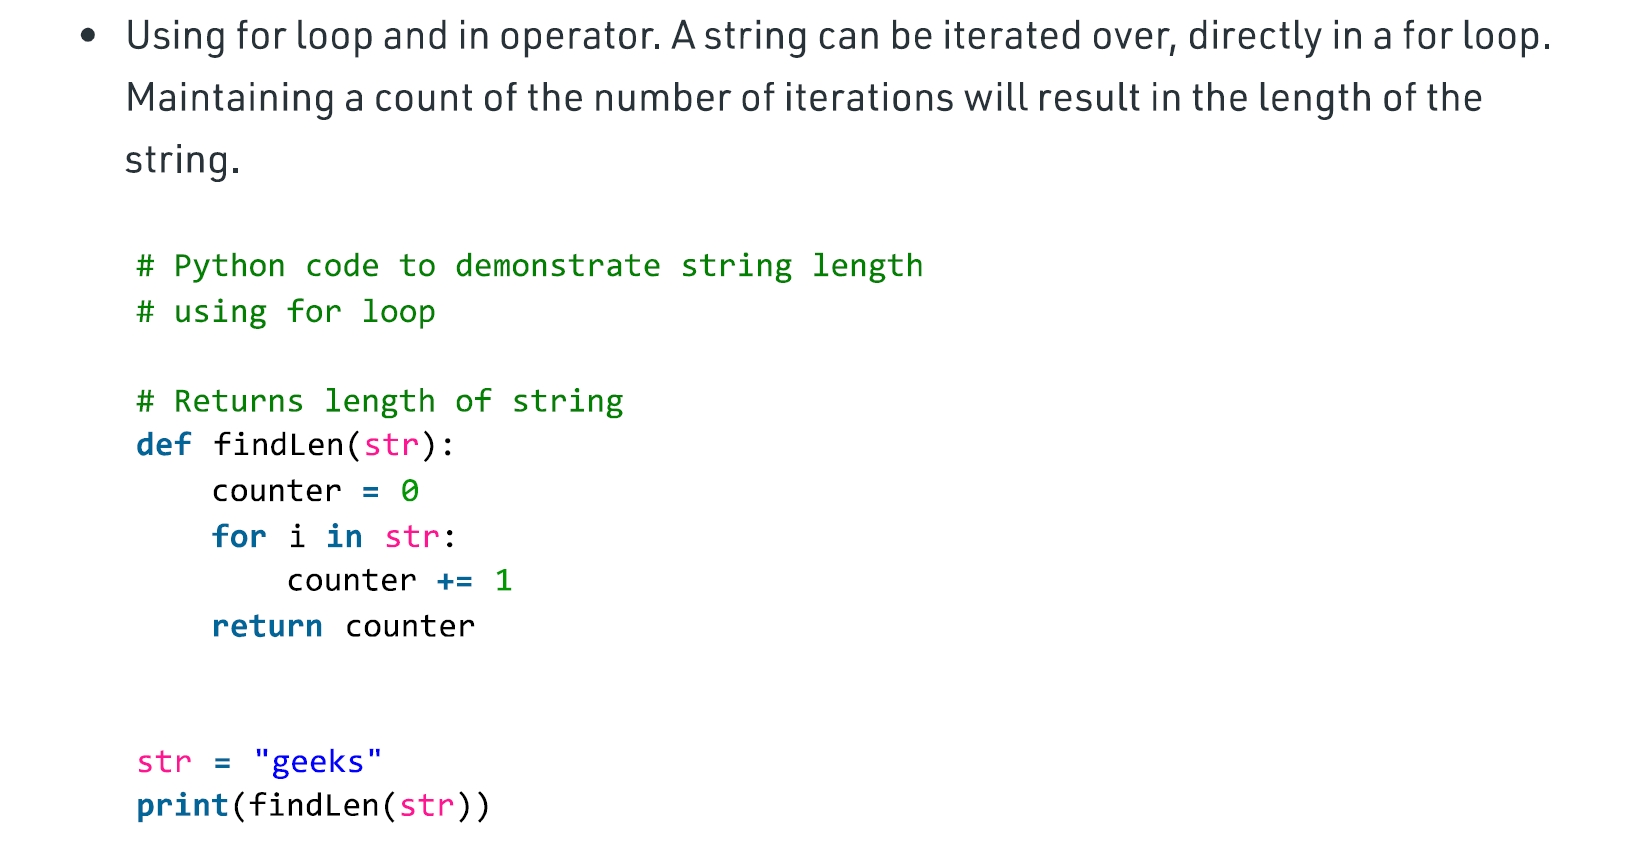 • Using for loop and in operator. A string can be iterated over, directly in a for loop.
Maintaining a count of the number of iterations will result in the length of the
string.
# Python code to demonstrate string length
# using for loop
# Returns length of string
def findLen(str):
    counter = 0
    for i in str:
        counter += 1
    return counter
str = "geeks"
print(findLen(str))